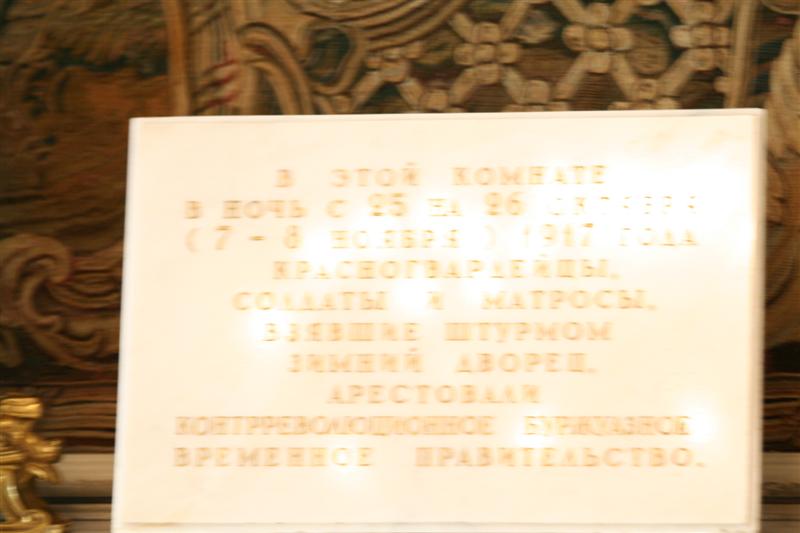 В ЭТОЙ КОМНАТЕ
В НОЧЬ С 25 НА 26 ОКТЯБРЯ
( 7 - 8 НОЯБРЯ ) 1917 ГОДА
КРАСНОГВАРДЕЙЦЫ,
СОЛДАТЫ И МАТРОСЫ,
ВЗЯВШИЕ ШТУРМОМ
ЗИМНИЙ ДВОРЕЦ,
АРЕСТОВАЛИ
КОНТРРЕВОЛЮЦИОННОЕ БУРЖУАЗНОЕ
ВРЕМЕННОЕ ПРАВИТЕЛЬСТВО.